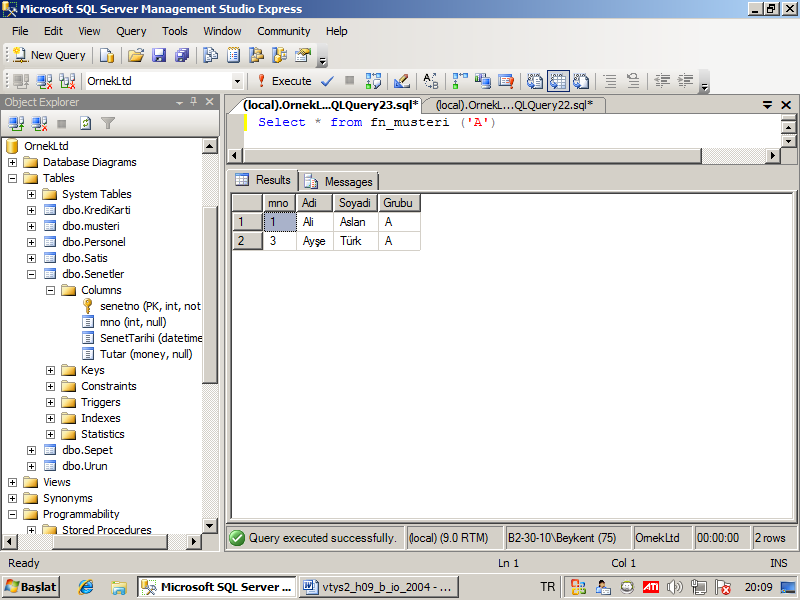 Microsoft SQL Server Management Studio Express
File Edit View Query Tools Window Community Help
New Query
OrnekLtd Execute
Object Explorer
OrnekLtd
Database Diagrams
Tables
System Tables
dbo.KrediKarti
dbo.musteri
dbo.Personel
dbo.Satis
dbo.Senetler
Columns
senetno (PK, int, not
mno (int, null)
SenetTarihi (datetime
Tutar (money, null)
Keys
Constraints
Triggers
Indexes
Statistics
dbo.Sepet
dbo.Urun
Views
Synonyms
Programmability
Stored Procedures
(local).OrnekL...QLQuery23.sql* (local).OrnekL...QLQuery22.sql*
Select * from fn_musteri ('A')
Results Messages
mno Adi Soyadi Grubu
1 1 Ali Aslan A
2 3 Ayşe Türk A
Query executed successfully. (local) (9.0 RTM) B2-30-10\Beykent (75) OrnekLtd 00:00:00 2 rows
Ready Ln 1 Col 1 INS
Başlat Microsoft SQL Server ... vtys2_h09_b_io_2004 - ... TR ATI 20:09